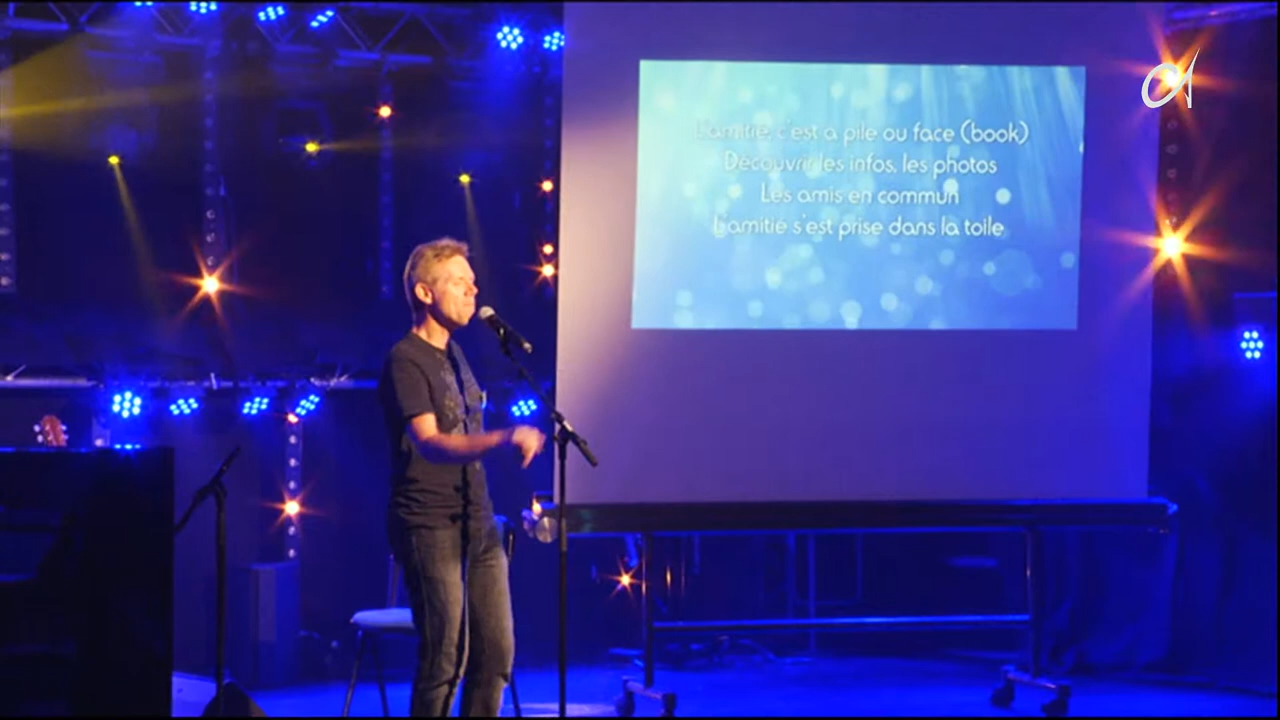 L'amitié, c'est a pile ou face (book)
Découvrir les infos, les photos
Les amis en commun
L'amitié s'est prise dans la toile